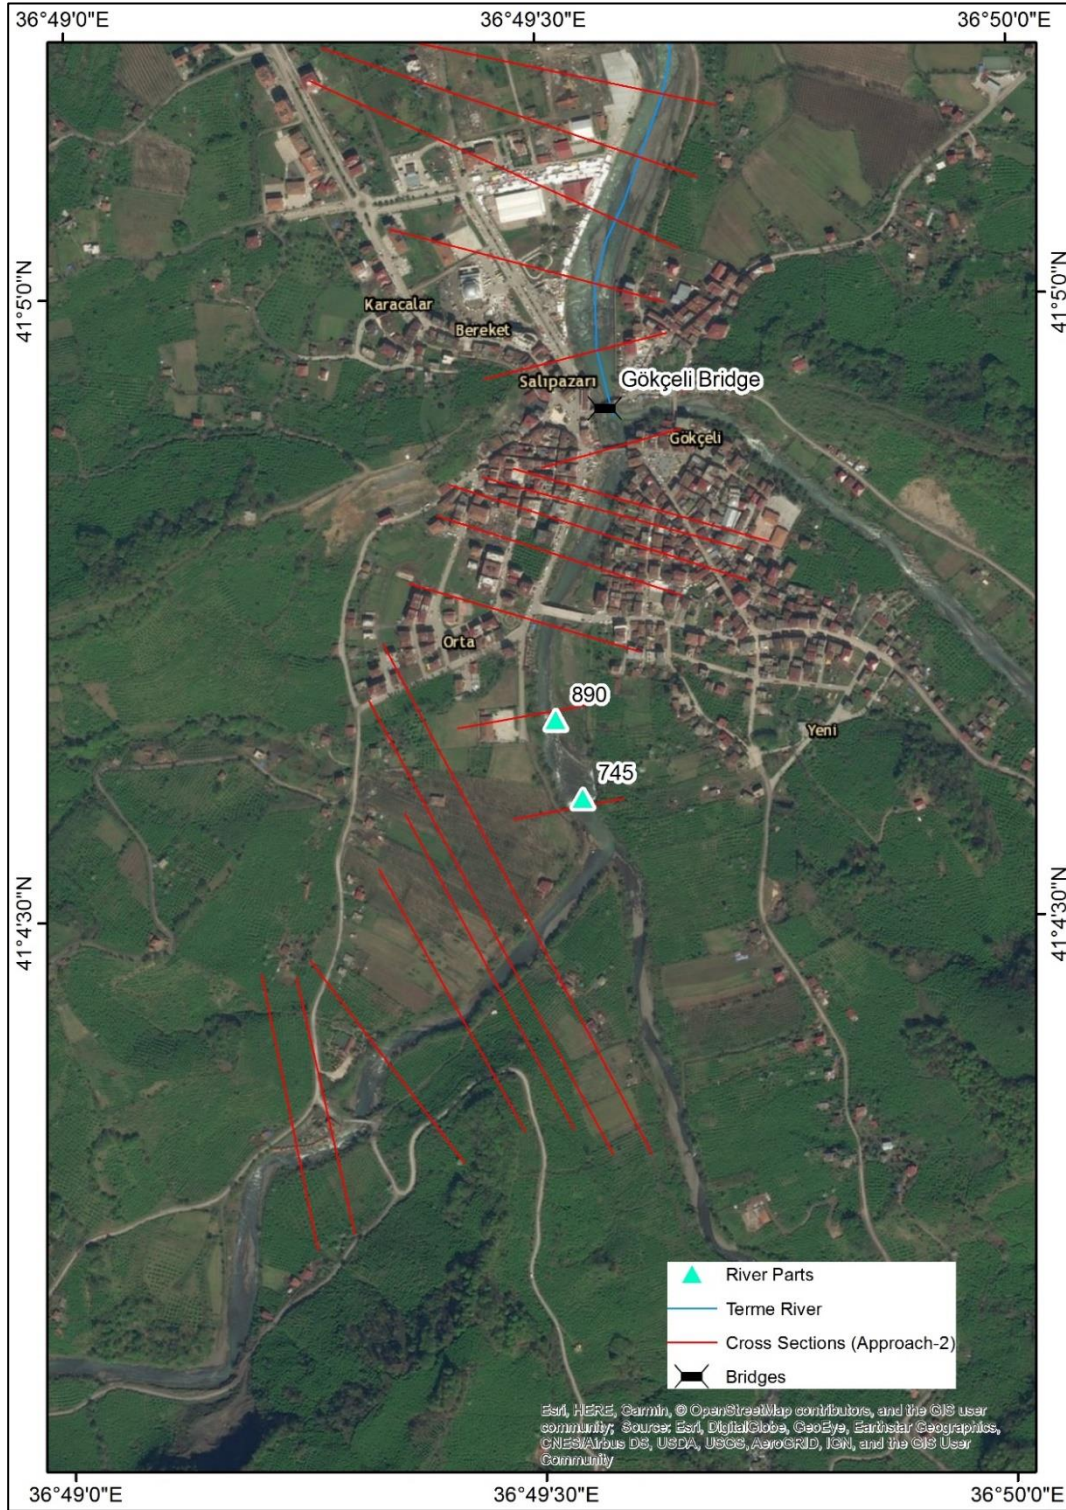 36°49'0"E
36°49'30"E
36°50'0"E
41°5'0"N
41°5'0"N
Karacalar
Bereket
Salıpazarı
Gökçeli Bridge
Gökçeli
Orta
890
Yeni
745
41°4'30"N
41°4'30"N
River Parts
Terme River
Cross Sections (Approach-2)
Bridges
Esri, HERE, Garmin, © OpenStreetMap contributors, and the GIS user
community; Source: Esri, DigitalGlobe, GeoEye, Earthstar Geographics,
CNES/Airbus DS, USDA, USGS, AeroGRID, IGN, and the GIS User
Community
36°49'0"E
36°49'30"E
36°50'0"E